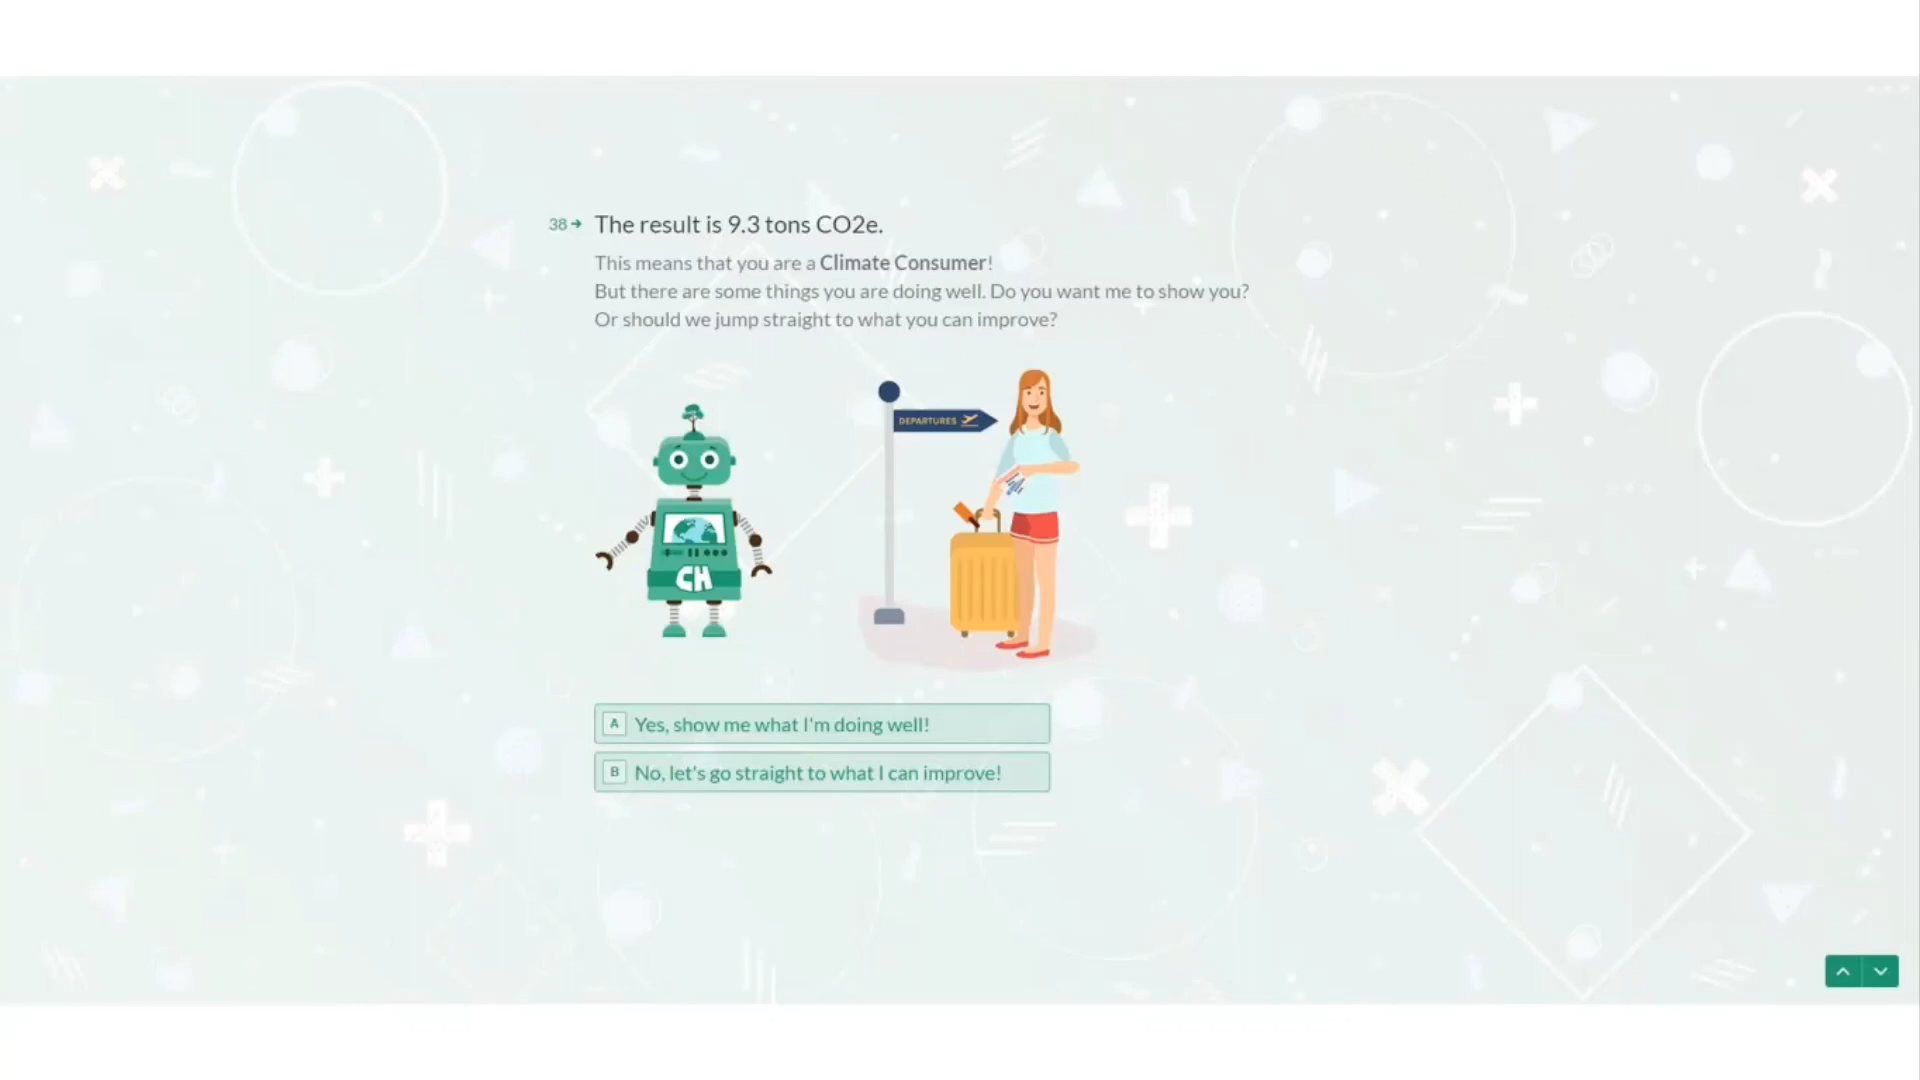 38 The result is 9.3 tons CO2e.
This means that you are a Climate Consumer!
But there are some things you are doing well. Do you want me to show you?
Or should we jump straight to what you can improve?
DEPARTURES
CH
A Yes, show me what I'm doing well!
B No, let's go straight to what I can improve!